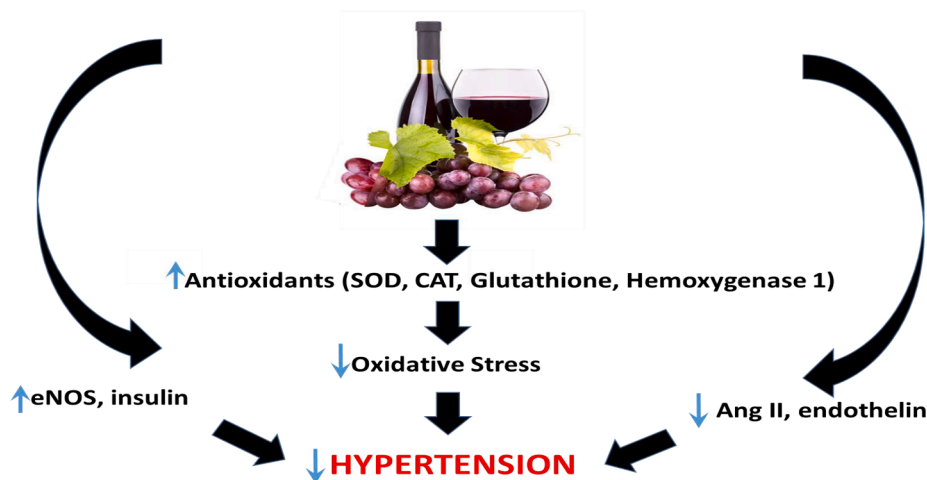 Antioxidants (SOD, CAT, Glutathione, Hemoxygenase 1)
Oxidative Stress
eNOS, insulin
Ang II, endothelin
HYPERTENSION